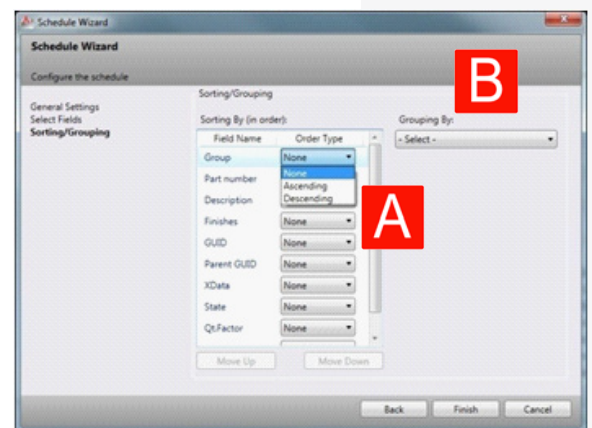 Schedule Wizard
Schedule Wizard
Configure the schedule
General Settings
Select Fields
Sorting/Grouping
Sorting/Grouping
Sorting By (in order):
Field Name Order Type
Group None
None
Ascending
Descending
Part number
Description
Finishes None
GUID None
Parent GUID None
XData None
State None
Qt.Factor None
Move Up Move Down
A
B
Grouping By:
- Select -
Back Finish Cancel